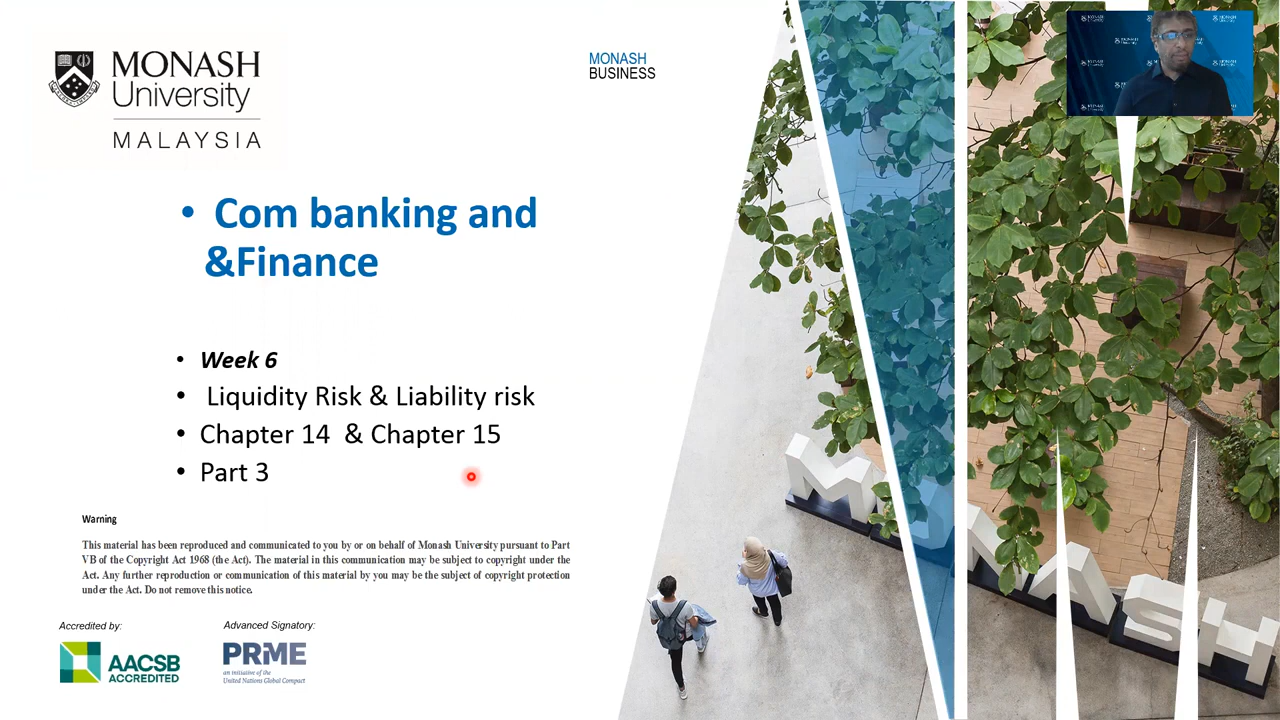 MONASH
University
MALAYSIA
MONASH
BUSINESS
• Com banking and
&Finance
• Week 6
• Liquidity Risk & Liability risk
• Chapter 14 & Chapter 15
• Part 3
Warning
This material has been reproduced and communicated to you by or on behalf of Monash University pursuant to Part
VB of the Copyright Act 1968 (the Act). The material in this communication may be subject to copyright under the
Act. Any further reproduction or communication of this material by you may be the subject of copyright protection
under the Act. Do not remove this notice.
Accredited by:
Advanced Signatory:
AACSB
ACCREDITED
PRME
an initiative of the
United Nations Global Compact
MONASH